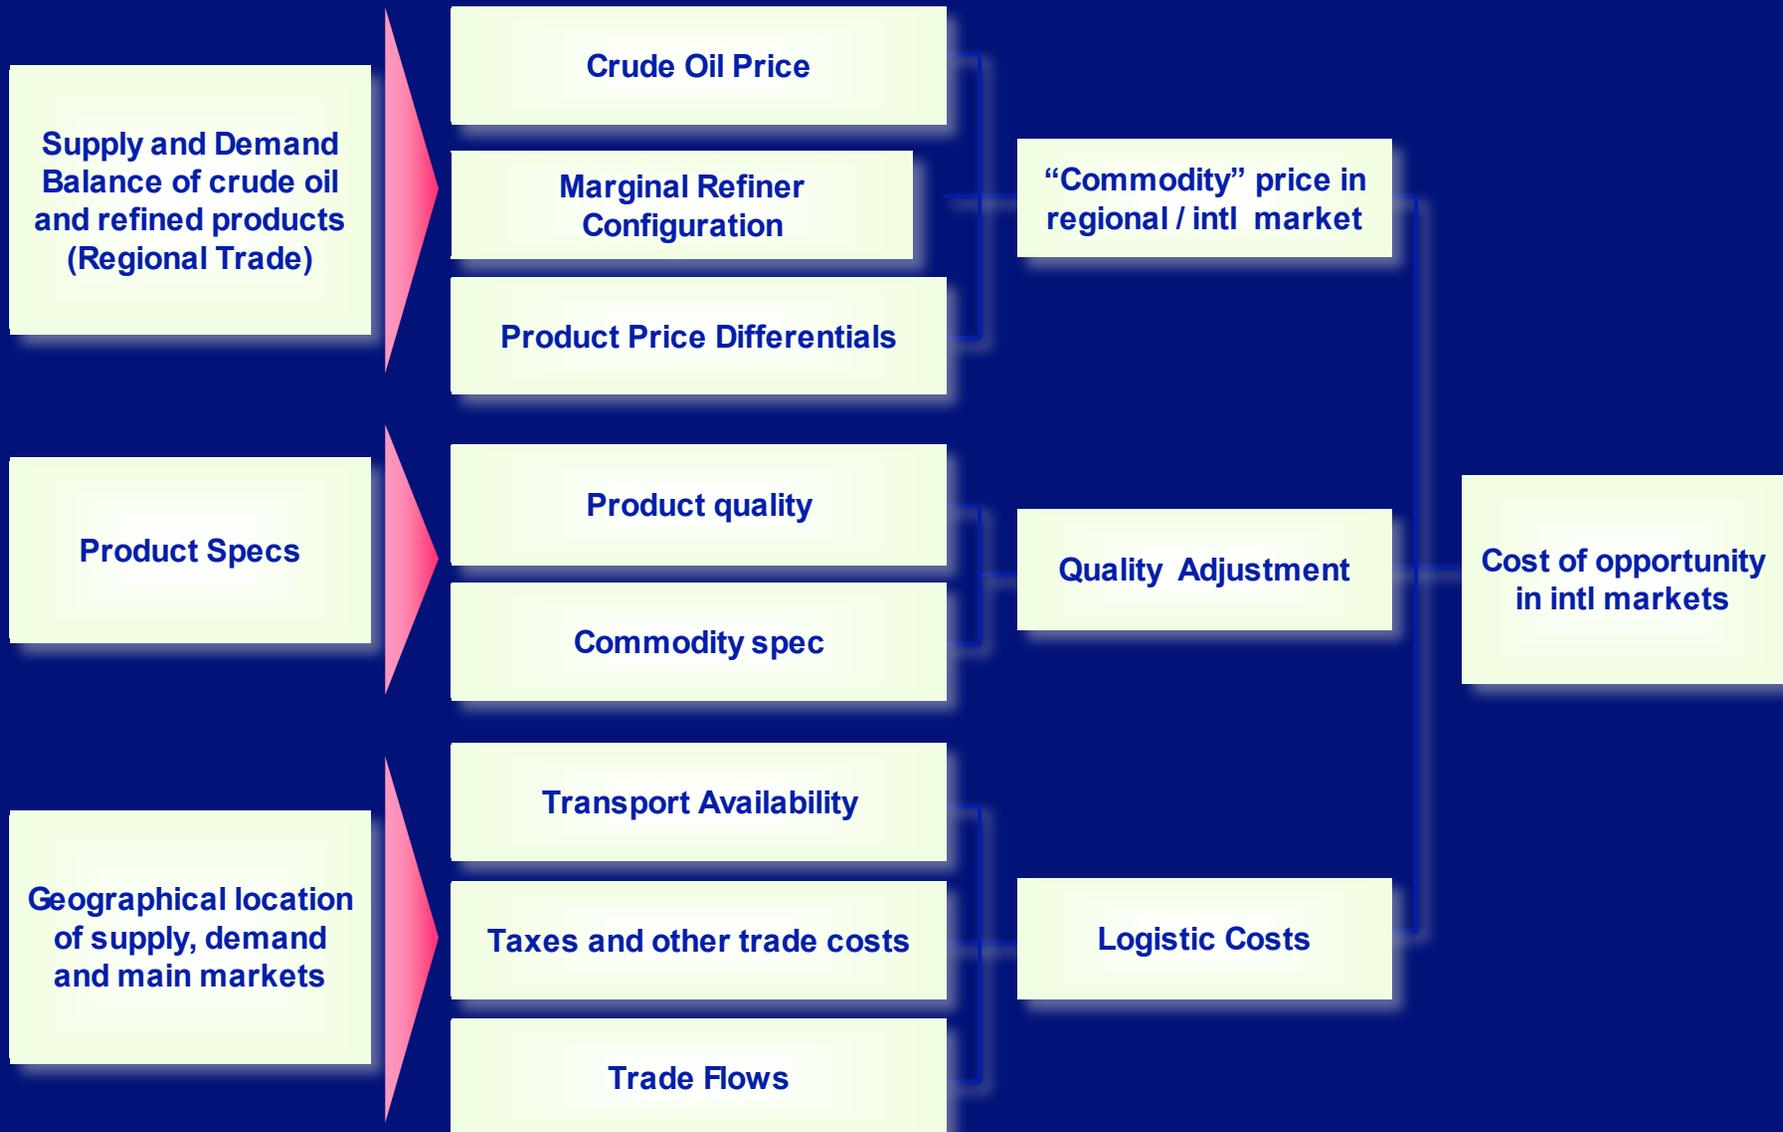 Supply and Demand
Balance of crude oil
and refined products
(Regional Trade)
Crude Oil Price
Marginal Refiner
Configuration
Product Price Differentials
“Commodity” price in
regional / intl market
Product Specs
Product quality
Commodity spec
Quality Adjustment
Cost of opportunity
in intl markets
Geographical location
of supply, demand
and main markets
Transport Availability
Taxes and other trade costs
Trade Flows
Logistic Costs